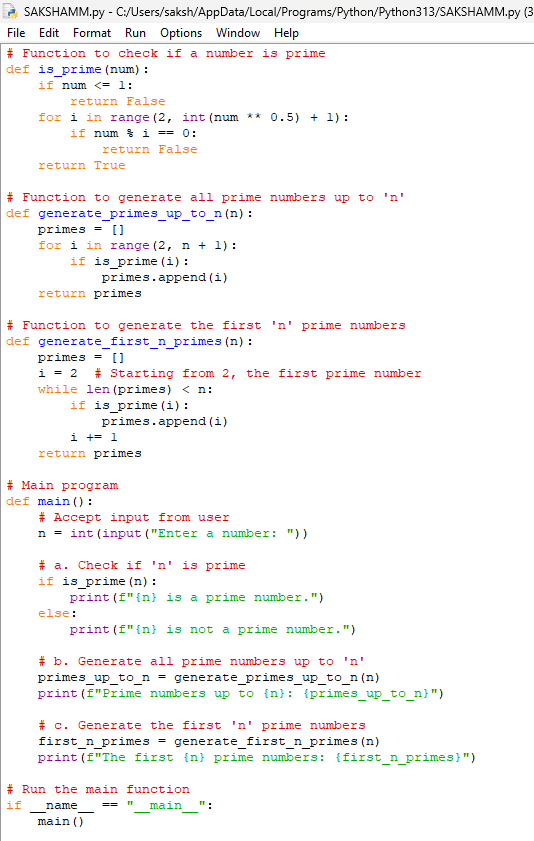 SAKSHAMM.py - C:/Users/saksh/AppData/Local/Programs/Python/Python313/SAKSHAMM.py (3
File Edit Format Run Options Window Help
# Function to check if a number is prime
def is_prime(num):
    if num <= 1:
        return False
    for i in range(2, int(num ** 0.5) + 1):
        if num % i == 0:
            return False
    return True

# Function to generate all prime numbers up to 'n'
def generate_primes_up_to_n(n):
    primes = []
    for i in range(2, n + 1):
        if is_prime(i):
            primes.append(i)
    return primes

# Function to generate the first 'n' prime numbers
def generate_first_n_primes(n):
    primes = []
    i = 2  # Starting from 2, the first prime number
    while len(primes) < n:
        if is_prime(i):
            primes.append(i)
        i += 1
    return primes

# Main program
def main():
    # Accept input from user
    n = int(input("Enter a number: "))

    # a. Check if 'n' is prime
    if is_prime(n):
        print(f"{n} is a prime number.")
    else:
        print(f"{n} is not a prime number.")

    # b. Generate all prime numbers up to 'n'
    primes_up_to_n = generate_primes_up_to_n(n)
    print(f"Prime numbers up to {n}: {primes_up_to_n}")

    # c. Generate the first 'n' prime numbers
    first_n_primes = generate_first_n_primes(n)
    print(f"The first {n} prime numbers: {first_n_primes}")

# Run the main function
if __name__ == "__main__":
    main()